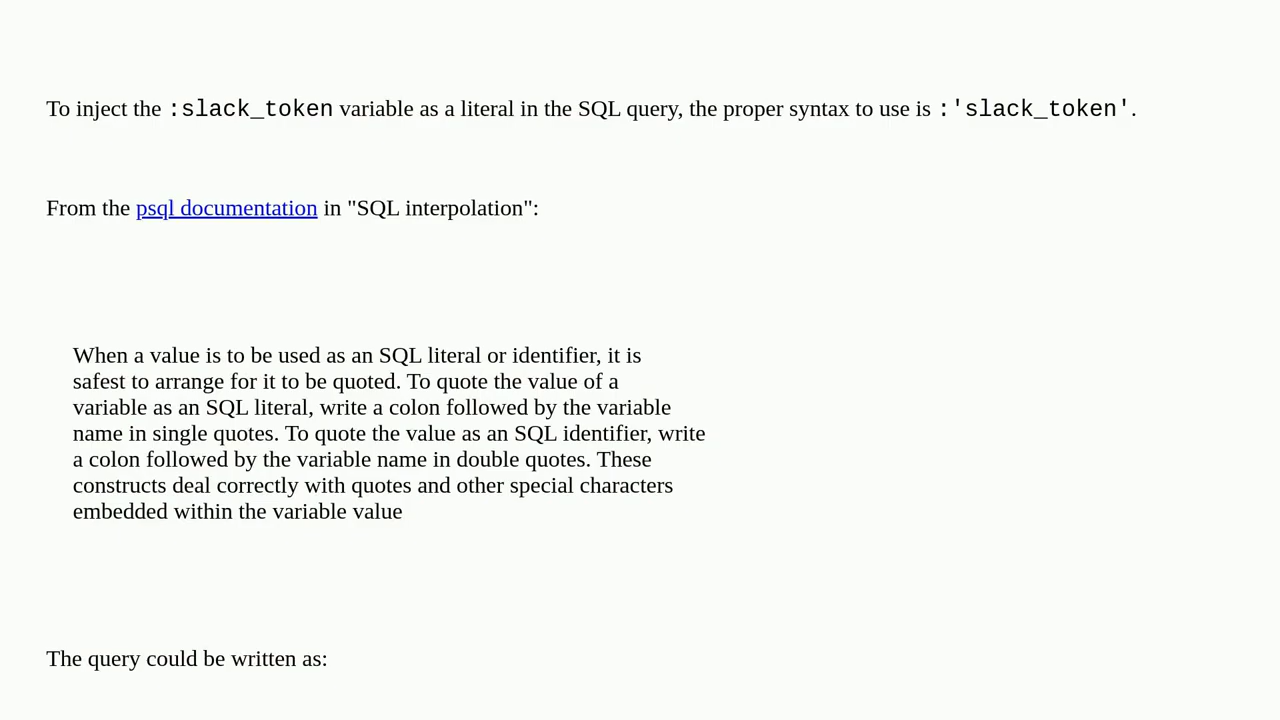 To inject the :slack_token variable as a literal in the SQL query, the proper syntax to use is :'slack_token'.
From the psql documentation in "SQL interpolation":
When a value is to be used as an SQL literal or identifier, it is
safest to arrange for it to be quoted. To quote the value of a
variable as an SQL literal, write a colon followed by the variable
name in single quotes. To quote the value as an SQL identifier, write
a colon followed by the variable name in double quotes. These
constructs deal correctly with quotes and other special characters
embedded within the variable value
The query could be written as: